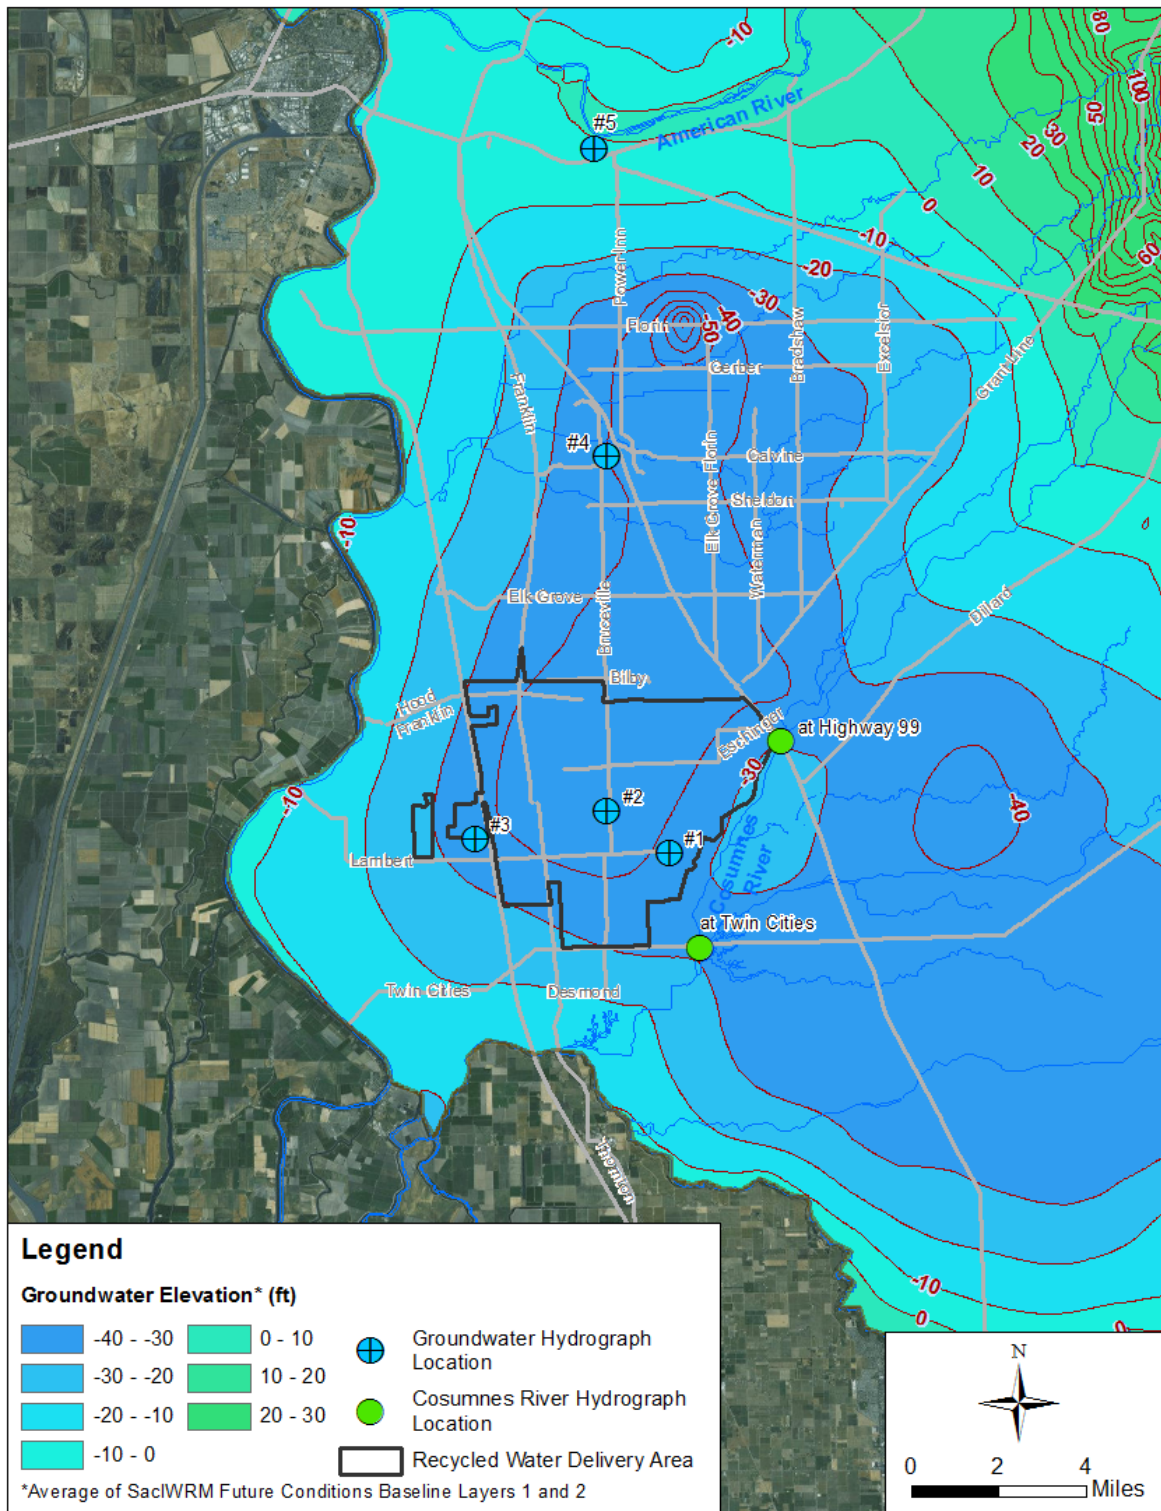 -10
80
100
50
30
20
10
0
-10
60
#5
American River
Power Inn
-20
-30
-40
-50
Florin
Gerber
Bradshaw
Excelsior
Grant Line
Franklin
#4
Calvine
Elk Grove Florin
Sheldon
Waterman
-10
Elk Grove
Bruceville
Dillard
Bilby
Hood
Franklin
Eschinger
at Highway 99
-30
-40
-10
#2
#3
#1
Lambert
Cosumnes
River
at Twin Cities
Twin Cities
Desmond
Thornton
-10
0
0
Legend
Groundwater Elevation* (ft)
-40 - -30
-30 - -20
-20 - -10
-10 - 0
0 - 10
10 - 20
20 - 30
Groundwater Hydrograph
Location
Cosumnes River Hydrograph
Location
Recycled Water Delivery Area
*Average of SacIWRM Future Conditions Baseline Layers 1 and 2
N
0 2 4
Miles